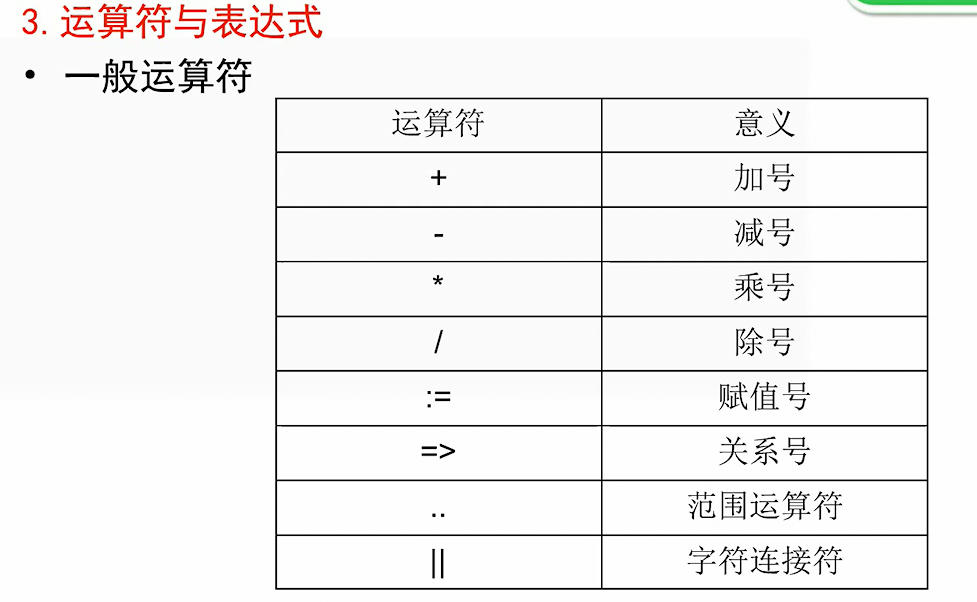 3. 运算符与表达式
• 一般运算符
运算符 意义
+ 加号
- 减号
* 乘号
/ 除号
:= 赋值号
=> 关系号
.. 范围运算符
|| 字符连接符